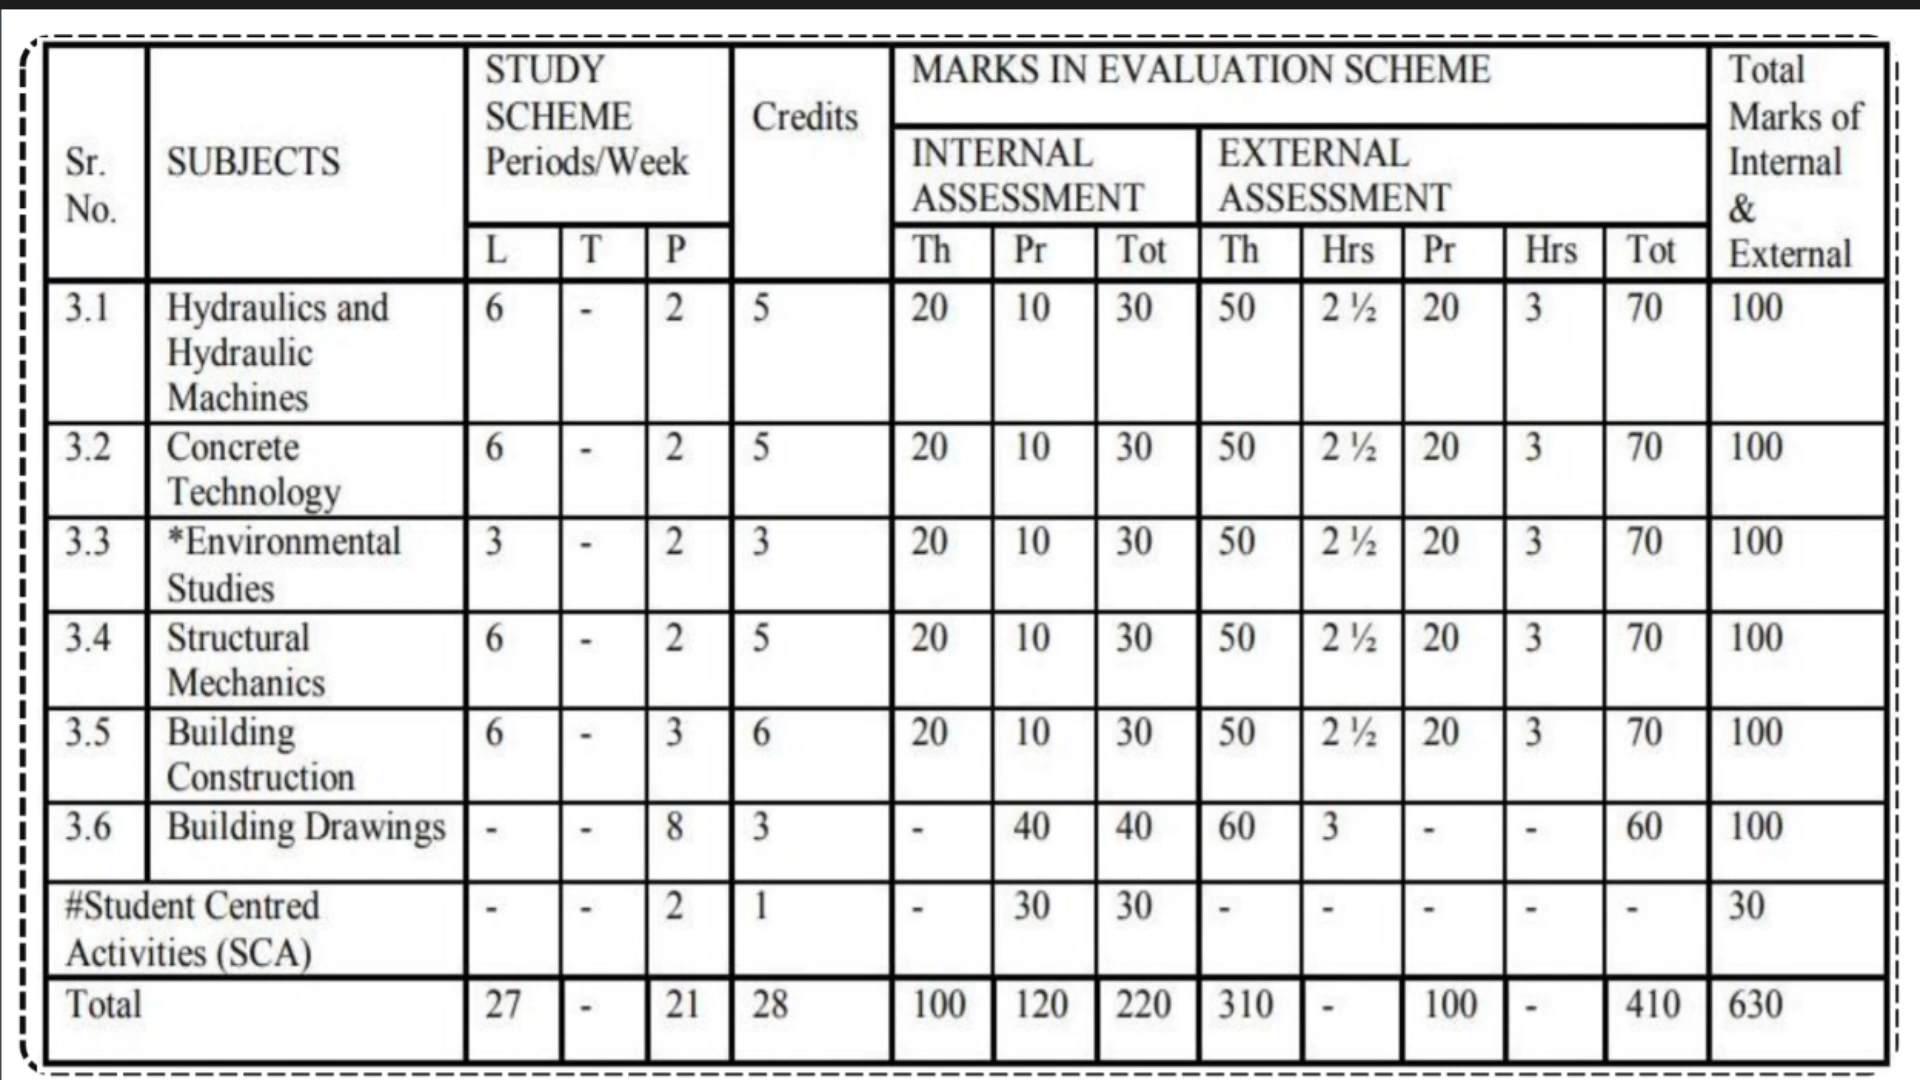 Sr. No. | SUBJECTS | STUDY SCHEME Periods/Week | Credits | MARKS IN EVALUATION SCHEME | Total Marks of Internal & External
INTERNAL ASSESSMENT | EXTERNAL ASSESSMENT
L | T | P | Th | Pr | Tot | Th | Hrs | Pr | Hrs | Tot
3.1 | Hydraulics and Hydraulic Machines | 6 | - | 2 | 5 | 20 | 10 | 30 | 50 | 2 ½ | 20 | 3 | 70 | 100
3.2 | Concrete Technology | 6 | - | 2 | 5 | 20 | 10 | 30 | 50 | 2 ½ | 20 | 3 | 70 | 100
3.3 | *Environmental Studies | 3 | - | 2 | 3 | 20 | 10 | 30 | 50 | 2 ½ | 20 | 3 | 70 | 100
3.4 | Structural Mechanics | 6 | - | 2 | 5 | 20 | 10 | 30 | 50 | 2 ½ | 20 | 3 | 70 | 100
3.5 | Building Construction | 6 | - | 3 | 6 | 20 | 10 | 30 | 50 | 2 ½ | 20 | 3 | 70 | 100
3.6 | Building Drawings | - | - | 8 | 3 | - | 40 | 40 | 60 | 3 | - | - | 60 | 100
#Student Centred Activities (SCA) | - | - | 2 | 1 | - | 30 | 30 | - | - | - | - | - | 30
Total | 27 | - | 21 | 28 | 100 | 120 | 220 | 310 | - | 100 | - | 410 | 630